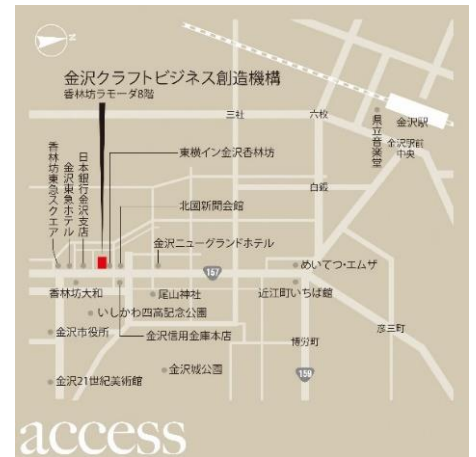 N
金沢クラフトビジネス創造機構
香林坊ラモーダ8階
三社
六枚
県立音楽堂
金沢駅
金沢駅前
中央
香林坊東急スクエア
金沢東急ホテル
日本銀行金沢支店
東横イン金沢香林坊
白銀
北国新聞会館
金沢ニューグランドホテル
157
めいてつ・エムザ
香林坊大和
尾山神社
近江町いちば館
いしかわ四高記念公園
金沢市役所
金沢信用金庫本店
博労町
彦三町
金沢21世紀美術館
金沢城公園
159
access